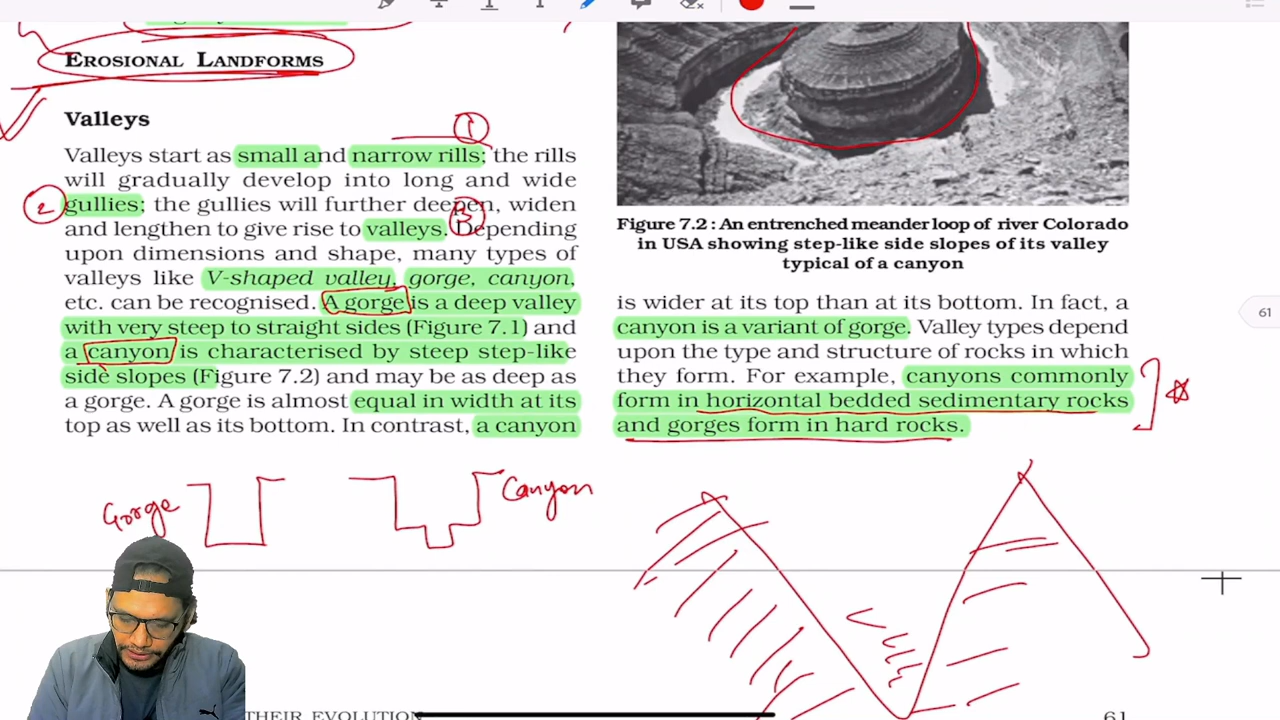 EROSIONAL LANDFORMS
Valleys
1
Valleys start as small and narrow rills; the rills
will gradually develop into long and wide
2
gullies; the gullies will further deepen, widen
3
and lengthen to give rise to valleys. Depending
upon dimensions and shape, many types of
valleys like V-shaped valley, gorge, canyon,
etc. can be recognised. A gorge is a deep valley
with very steep to straight sides (Figure 7.1) and
a canyon is characterised by steep step-like
side slopes (Figure 7.2) and may be as deep as
a gorge. A gorge is almost equal in width at its
top as well as its bottom. In contrast, a canyon
Figure 7.2 : An entrenched meander loop of river Colorado
in USA showing step-like side slopes of its valley
typical of a canyon
is wider at its top than at its bottom. In fact, a
canyon is a variant of gorge. Valley types depend
upon the type and structure of rocks in which
they form. For example, canyons commonly
form in horizontal bedded sedimentary rocks
and gorges form in hard rocks.
61
Gorge
Canyon
THEIR EVOLUTION
61